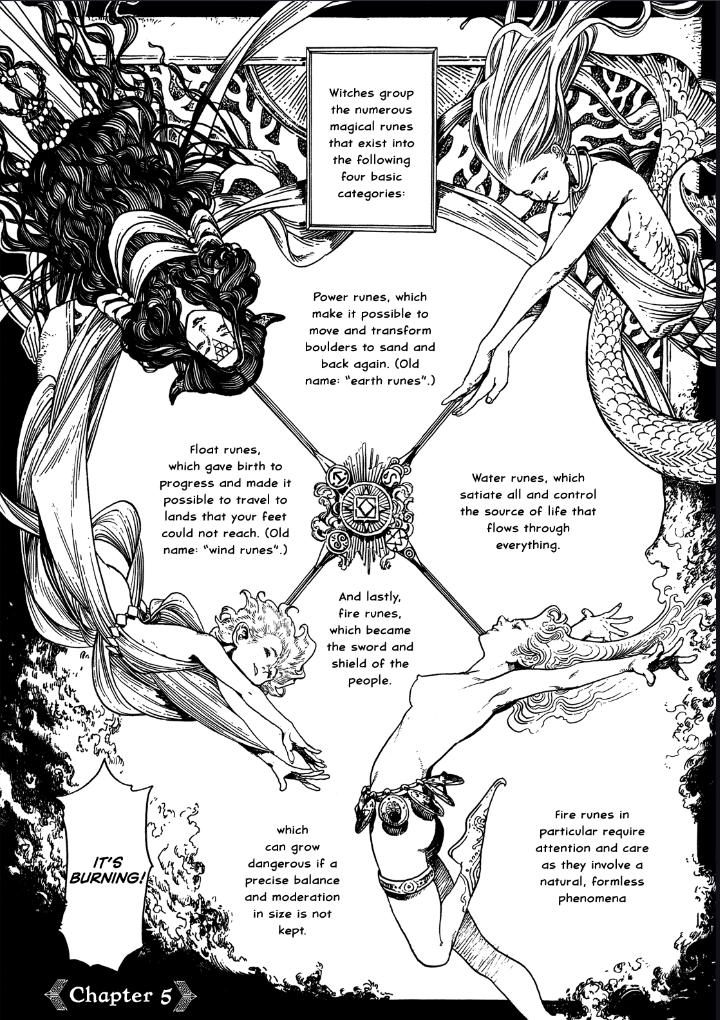 Witches group
the numerous
magical runes
that exist into
the following
four basic
categories:
Power runes, which
make it possible to
move and transform
boulders to sand and
back again. (Old
name: “earth runes”.)
Float runes,
which gave birth to
progress and made it
possible to travel to
lands that your feet
could not reach. (Old
name: “wind runes”.)
Water runes, which
satiate all and control
the source of life that
flows through
everything.
And lastly,
fire runes,
which became
the sword and
shield of the
people.
Fire runes in
particular require
attention and care
as they involve a
natural, formless
phenomena
which
can grow
dangerous if a
precise balance
and moderation
in size is not
kept.
IT'S
BURNING!
Chapter 5